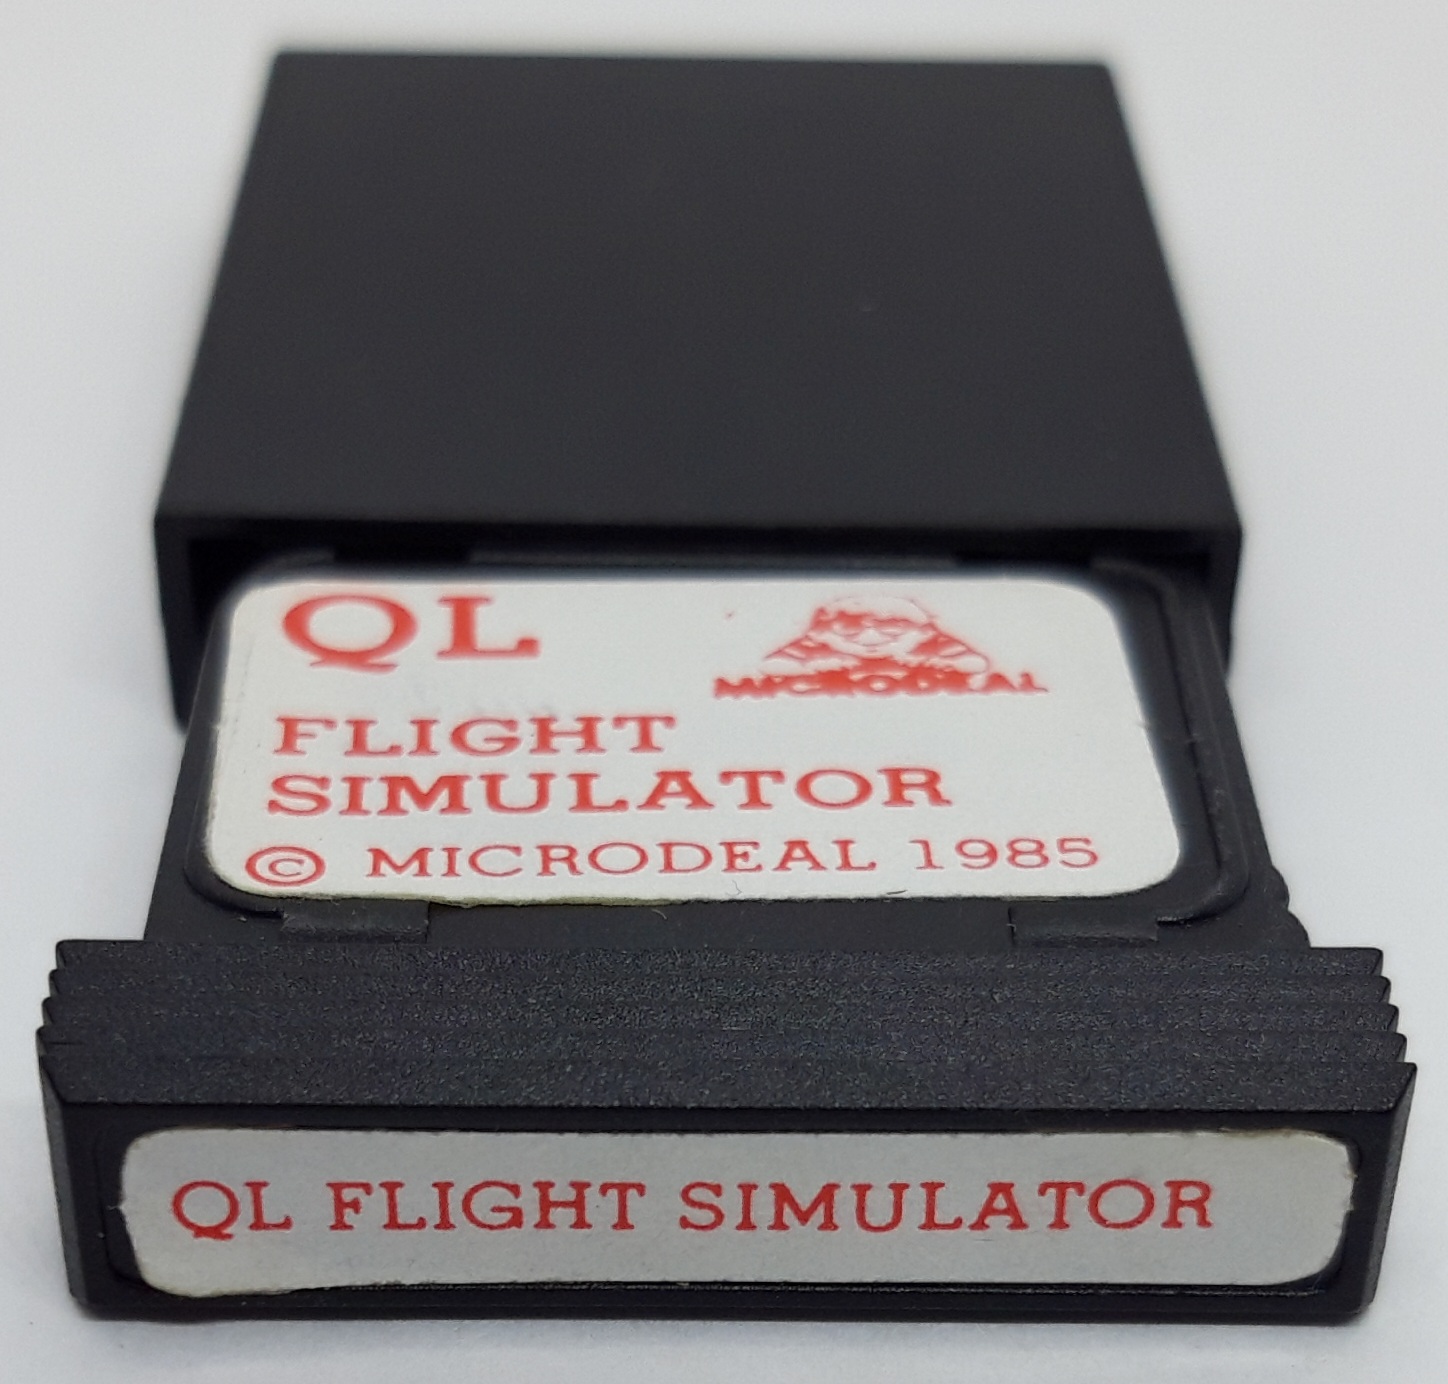 QL
MICRODEAL
FLIGHT
SIMULATOR
© MICRODEAL 1985
QL FLIGHT SIMULATOR